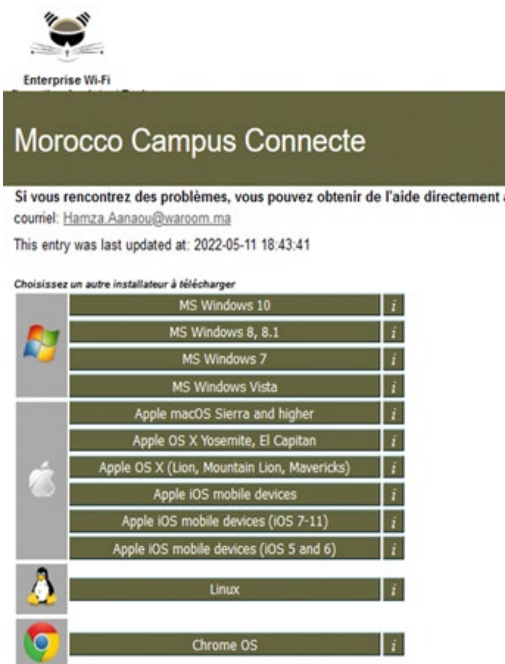 Enterprise Wi-Fi
Morocco Campus Connecte
Si vous rencontrez des problèmes, vous pouvez obtenir de l'aide directement
courriel: Hamza.Aanaou@waroom.ma
This entry was last updated at: 2022-05-11 18:43:41
Choisissez un autre installateur à télécharger
MS Windows 10 i
MS Windows 8, 8.1 i
MS Windows 7 i
MS Windows Vista i
Apple macOS Sierra and higher i
Apple OS X Yosemite, El Capitan i
Apple OS X (Lion, Mountain Lion, Mavericks) i
Apple iOS mobile devices i
Apple iOS mobile devices (iOS 7-11) i
Apple iOS mobile devices (iOS 5 and 6) i
Linux i
Chrome OS i